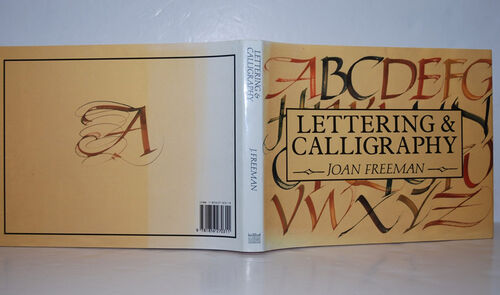 A
LETTERING &
CALLIGRAPHY
J. FREEMAN
ABCDEFG
LETTERING &
CALLIGRAPHY
JOAN FREEMAN
VWXYZ